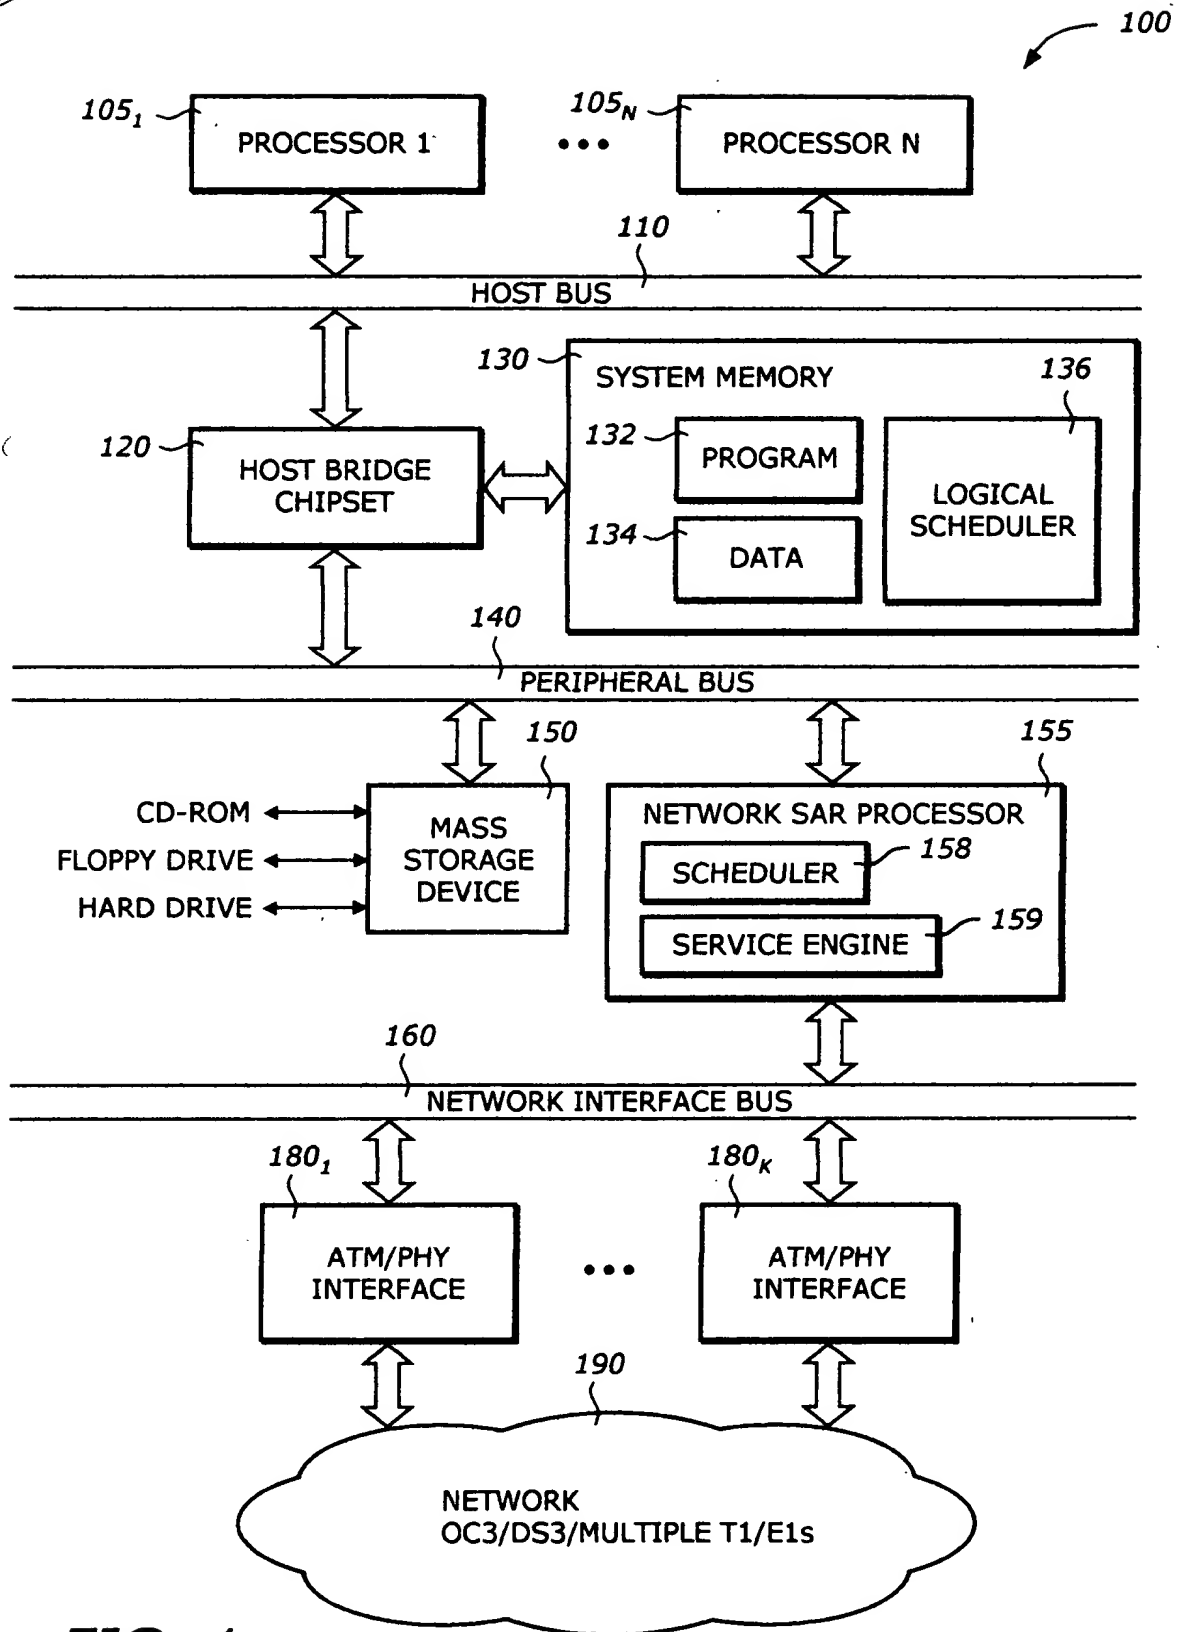 100
105₁
PROCESSOR 1
105N
PROCESSOR N
110
HOST BUS
130
SYSTEM MEMORY
136
120
HOST BRIDGE
CHIPSET
132
PROGRAM
134
DATA
LOGICAL
SCHEDULER
140
PERIPHERAL BUS
150
155
CD-ROM
FLOPPY DRIVE
HARD DRIVE
MASS
STORAGE
DEVICE
NETWORK SAR PROCESSOR
SCHEDULER
158
SERVICE ENGINE
159
160
NETWORK INTERFACE BUS
180₁
180K
ATM/PHY
INTERFACE
ATM/PHY
INTERFACE
190
NETWORK
OC3/DS3/MULTIPLE T1/E1s